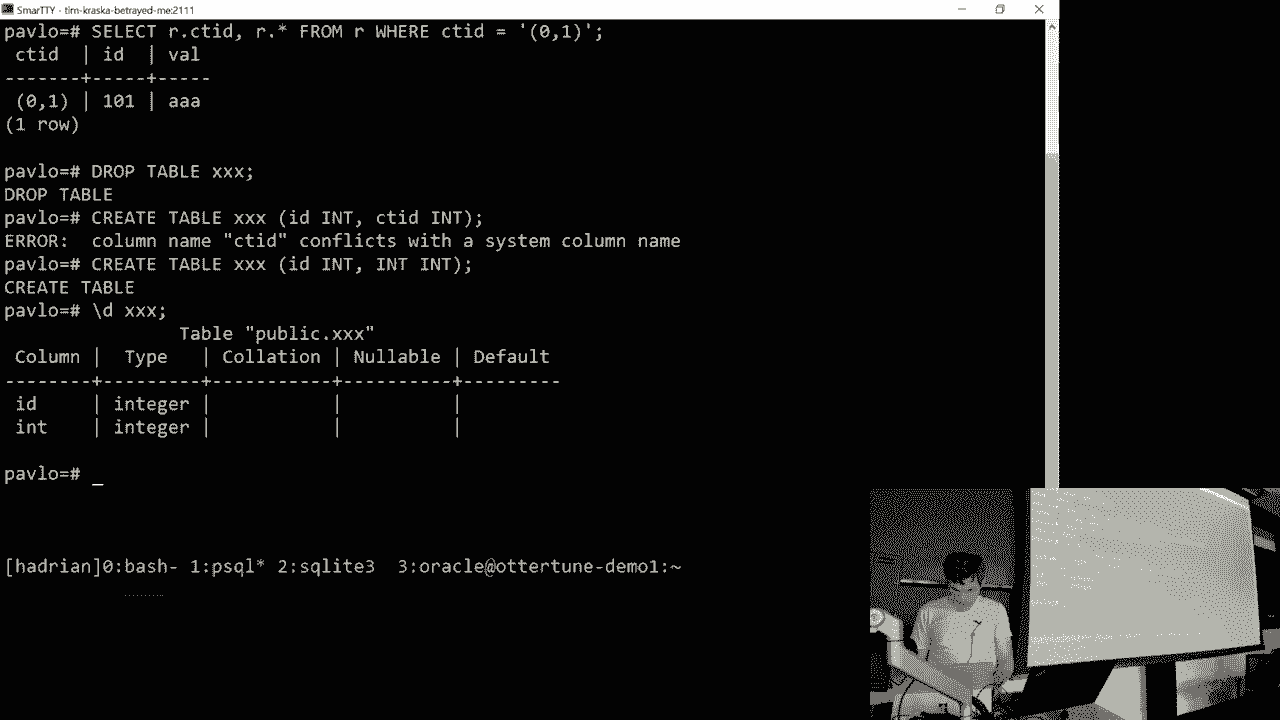 SmarTTY - tim-kraska-betrayed-me:2111
pavlo=# SELECT r.ctid, r.* FROM r WHERE ctid = '(0,1)';
 ctid  | id  | val
-------+-----+-----
 (0,1) | 101 | aaa
(1 row)
pavlo=# DROP TABLE xxx;
DROP TABLE
pavlo=# CREATE TABLE xxx (id INT, ctid INT);
ERROR:  column name "ctid" conflicts with a system column name
pavlo=# CREATE TABLE xxx (id INT, INT INT);
CREATE TABLE
pavlo=# \d xxx;
                Table "public.xxx"
 Column |  Type   | Collation | Nullable | Default
--------+---------+-----------+----------+---------
 id     | integer |           |          |
 int    | integer |           |          |
pavlo=# _
[hadrian]0:bash- 1:psql* 2:sqlite3  3:oracle@ottertune-demo1:~